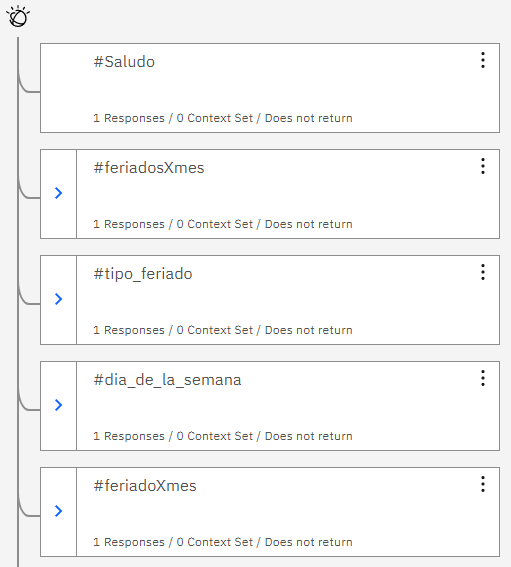 #Saludo
1 Responses / 0 Context Set / Does not return
#feriadosXmes
1 Responses / 0 Context Set / Does not return
#tipo_feriado
1 Responses / 0 Context Set / Does not return
#dia_de_la_semana
1 Responses / 0 Context Set / Does not return
#feriadoXmes
1 Responses / 0 Context Set / Does not return